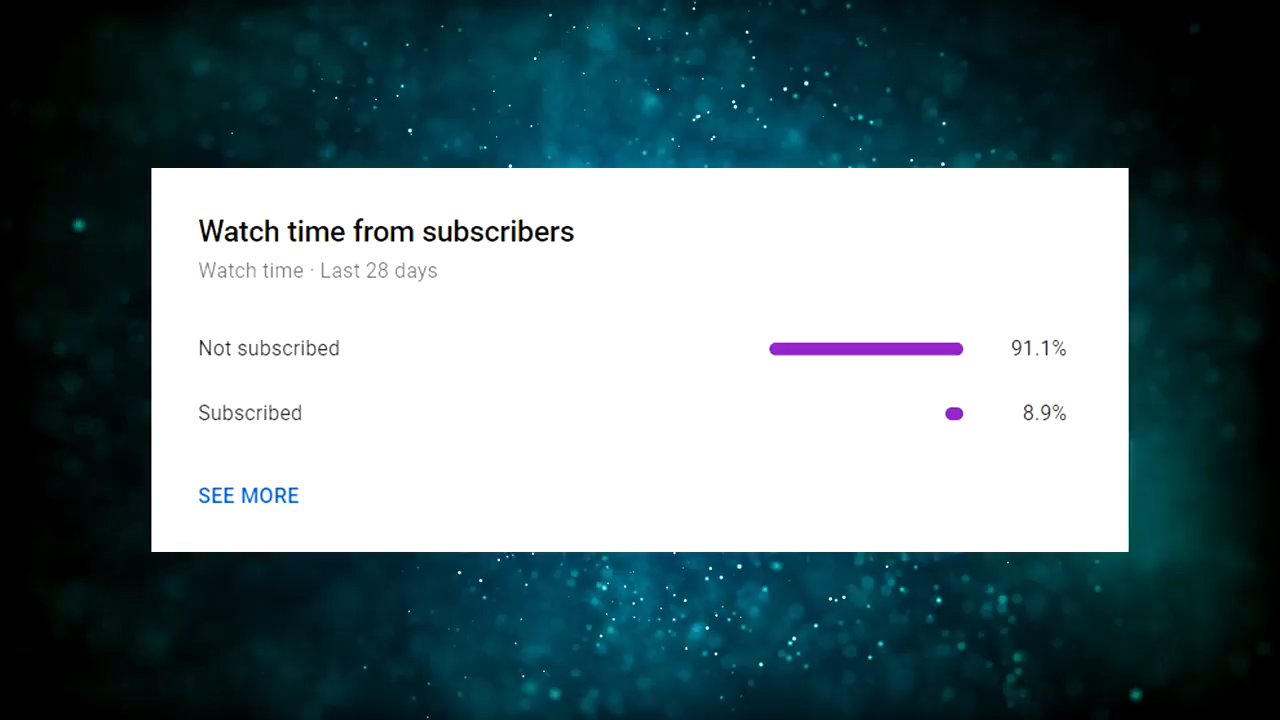 Watch time from subscribers
Watch time · Last 28 days
Not subscribed 91.1%
Subscribed 8.9%
SEE MORE